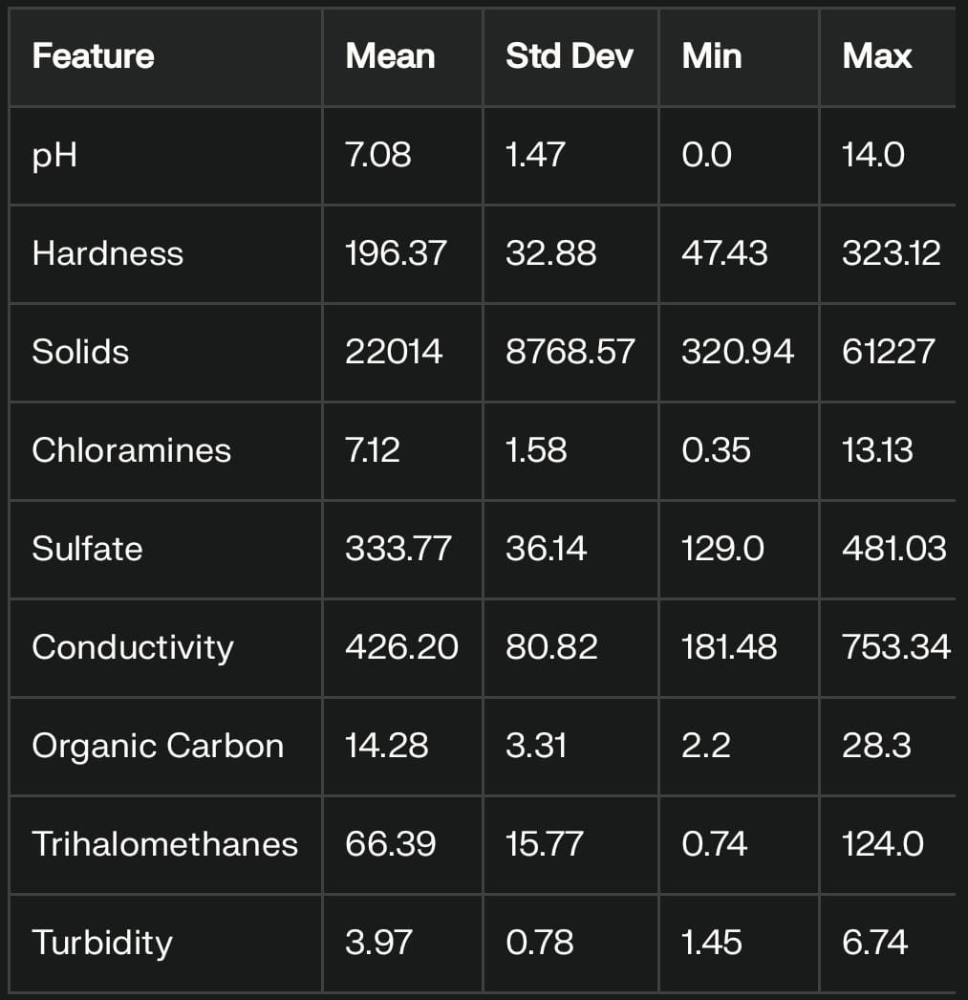 Feature Mean Std Dev Min Max
pH 7.08 1.47 0.0 14.0
Hardness 196.37 32.88 47.43 323.12
Solids 22014 8768.57 320.94 61227
Chloramines 7.12 1.58 0.35 13.13
Sulfate 333.77 36.14 129.0 481.03
Conductivity 426.20 80.82 181.48 753.34
Organic Carbon 14.28 3.31 2.2 28.3
Trihalomethanes 66.39 15.77 0.74 124.0
Turbidity 3.97 0.78 1.45 6.74